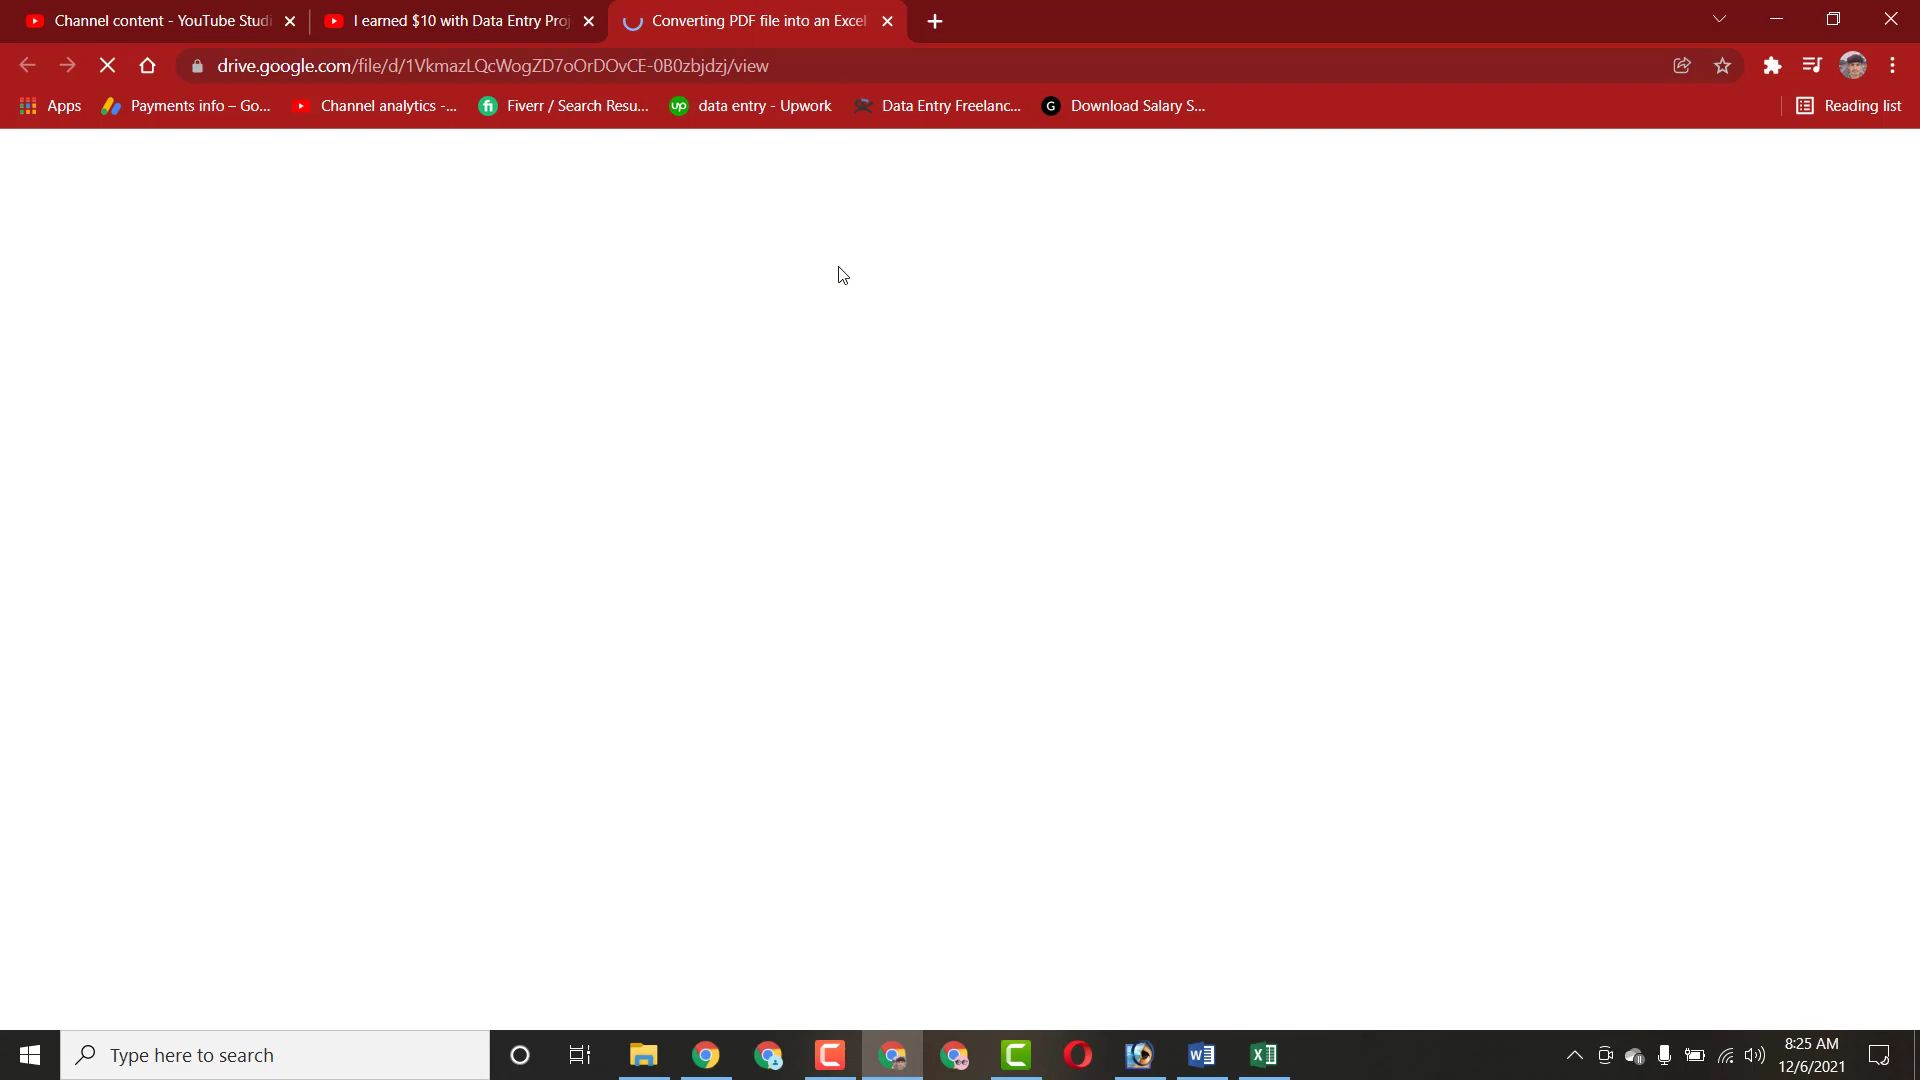 Channel content - YouTube Studi
I earned $10 with Data Entry Proj
Converting PDF file into an Excel
drive.google.com/file/d/1VkmazLQcWogZD7oOrDOvCE-0B0zbjdzj/view
Apps
Payments info – Go...
Channel analytics -...
Fiverr / Search Resu...
data entry - Upwork
Data Entry Freelanc...
Download Salary S...
Reading list
Type here to search
8:25 AM
12/6/2021